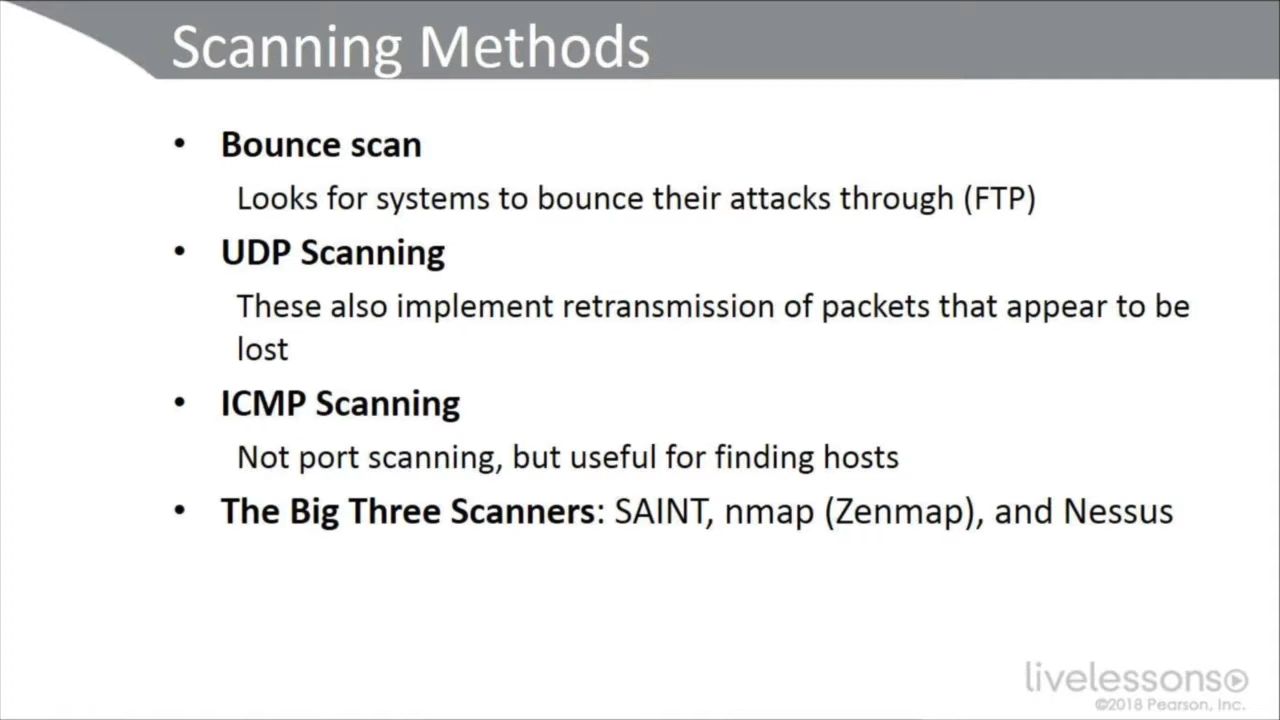 Scanning Methods
• Bounce scan
Looks for systems to bounce their attacks through (FTP)
• UDP Scanning
These also implement retransmission of packets that appear to be
lost
• ICMP Scanning
Not port scanning, but useful for finding hosts
• The Big Three Scanners: SAINT, nmap (Zenmap), and Nessus
livelessons
©2018 Pearson, Inc.